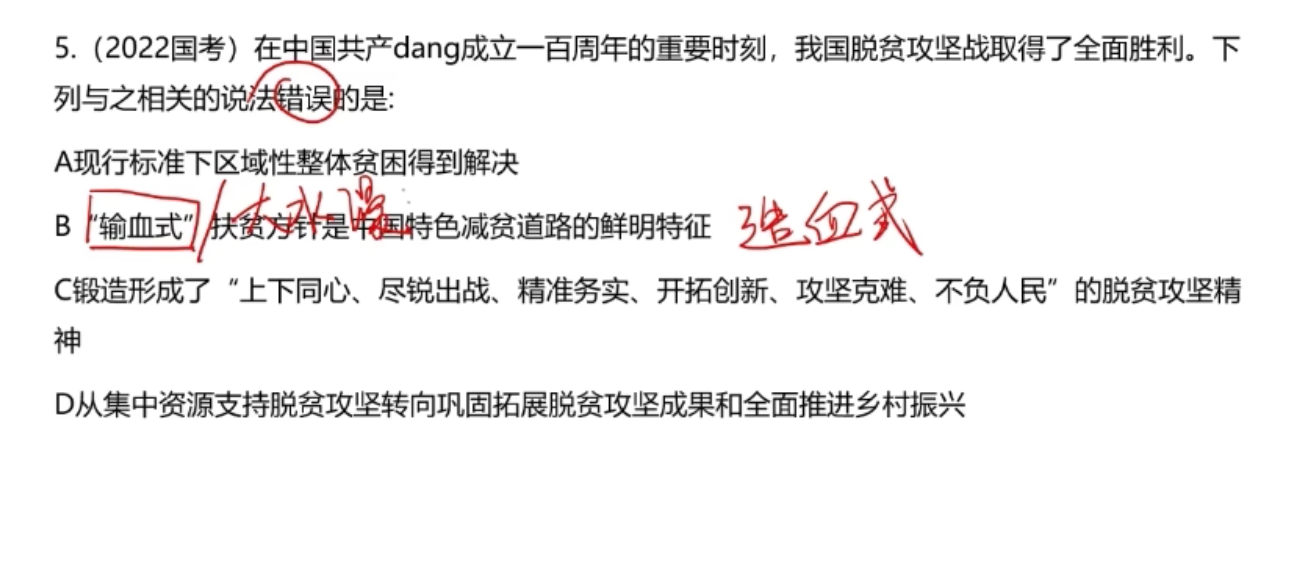 5.（2022国考）在中国共产dang成立一百周年的重要时刻，我国脱贫攻坚战取得了全面胜利。下
列与之相关的说法错误的是:
A现行标准下区域性整体贫困得到解决
大水漫
B “输血式”扶贫方针是中国特色减贫道路的鲜明特征 造血式
C锻造形成了“上下同心、尽锐出战、精准务实、开拓创新、攻坚克难、不负人民”的脱贫攻坚精
神
D从集中资源支持脱贫攻坚转向巩固拓展脱贫攻坚成果和全面推进乡村振兴